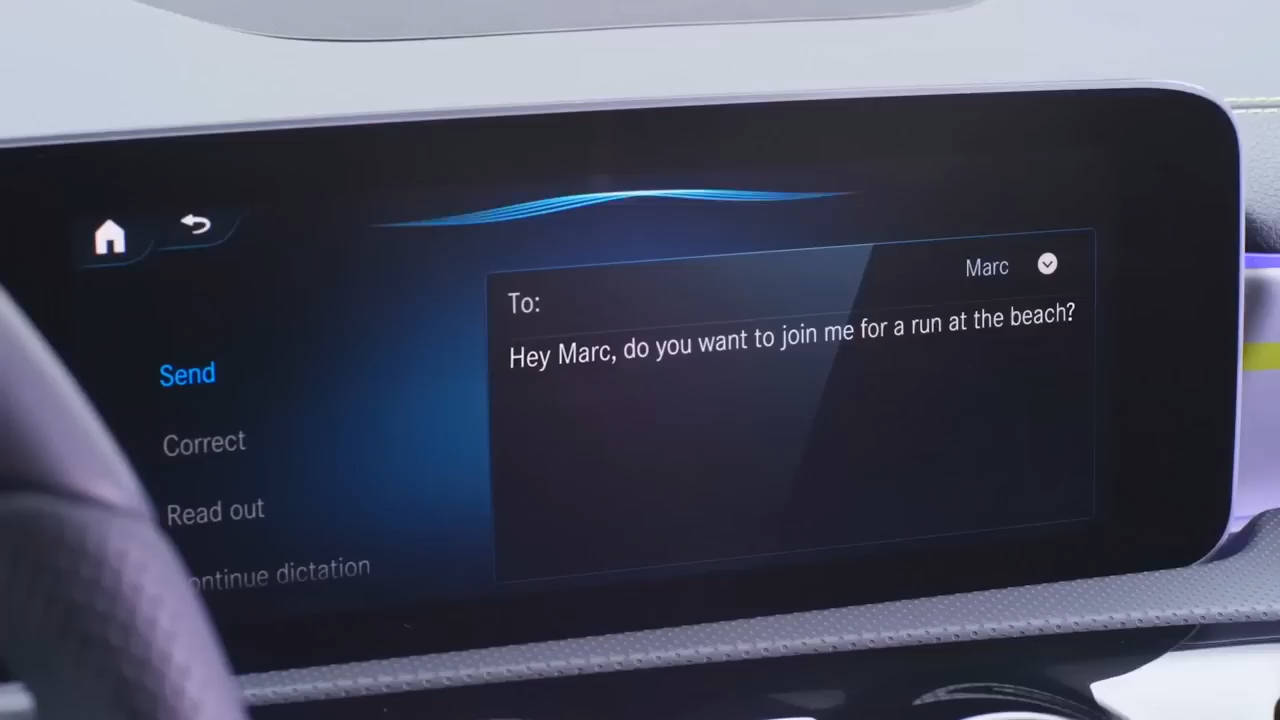 To:
Marc
Hey Marc, do you want to join me for a run at the beach?
Send
Correct
Read out
ontinue dictation